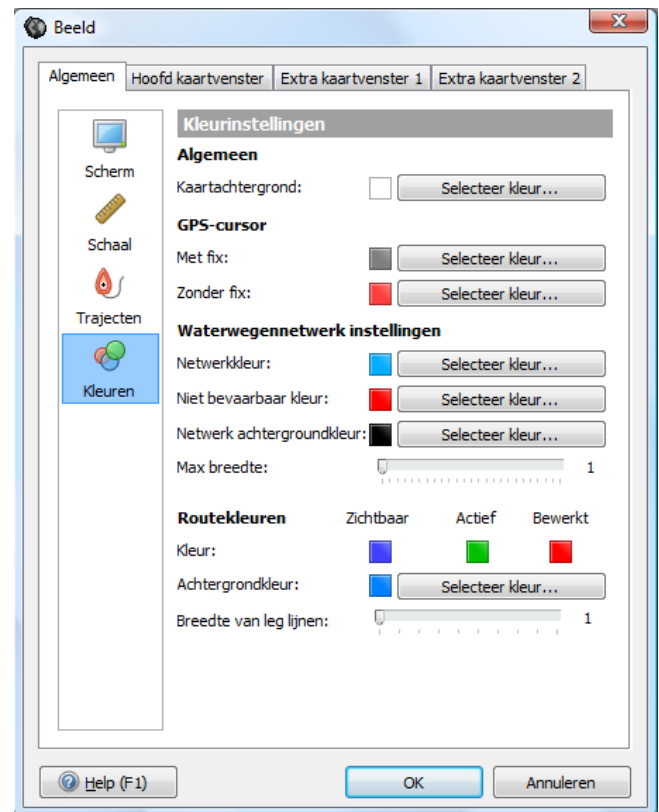 Beeld
Algemeen Hoofd kaartvenster Extra kaartvenster 1 Extra kaartvenster 2
Scherm
Schaal
Trajecten
Kleuren
Kleurinstellingen
Algemeen
Kaartachtergrond: Selecteer kleur...
GPS-cursor
Met fix: Selecteer kleur...
Zonder fix: Selecteer kleur...
Waterwegennetwerk instellingen
Netwerkkleur: Selecteer kleur...
Niet bevaarbaar kleur: Selecteer kleur...
Netwerk achtergroundkleur: Selecteer kleur...
Max breedte: 1
Routekleuren Zichtbaar Actief Bewerkt
Kleur:
Achtergrondkleur: Selecteer kleur...
Breedte van leg lijnen: 1
Help (F1) OK Annuleren